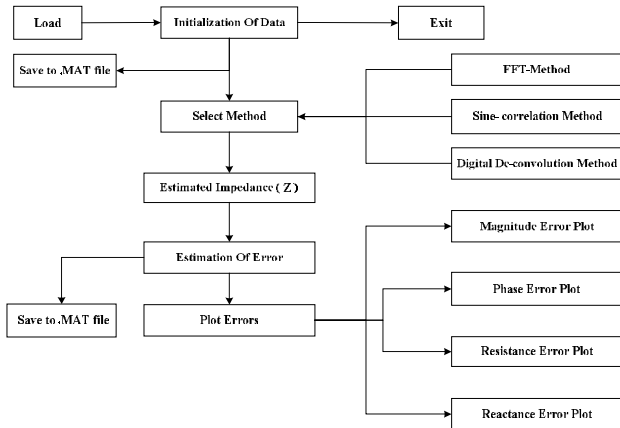 Load
Initialization Of Data
Exit
Save to .MAT file
FFT-Method
Select Method
Sine- correlation Method
Digital De-convolution Method
Estimated Impedance ( Z )
Magnitude Error Plot
Estimation Of Error
Phase Error Plot
Save to .MAT file
Plot Errors
Resistance Error Plot
Reactance Error Plot